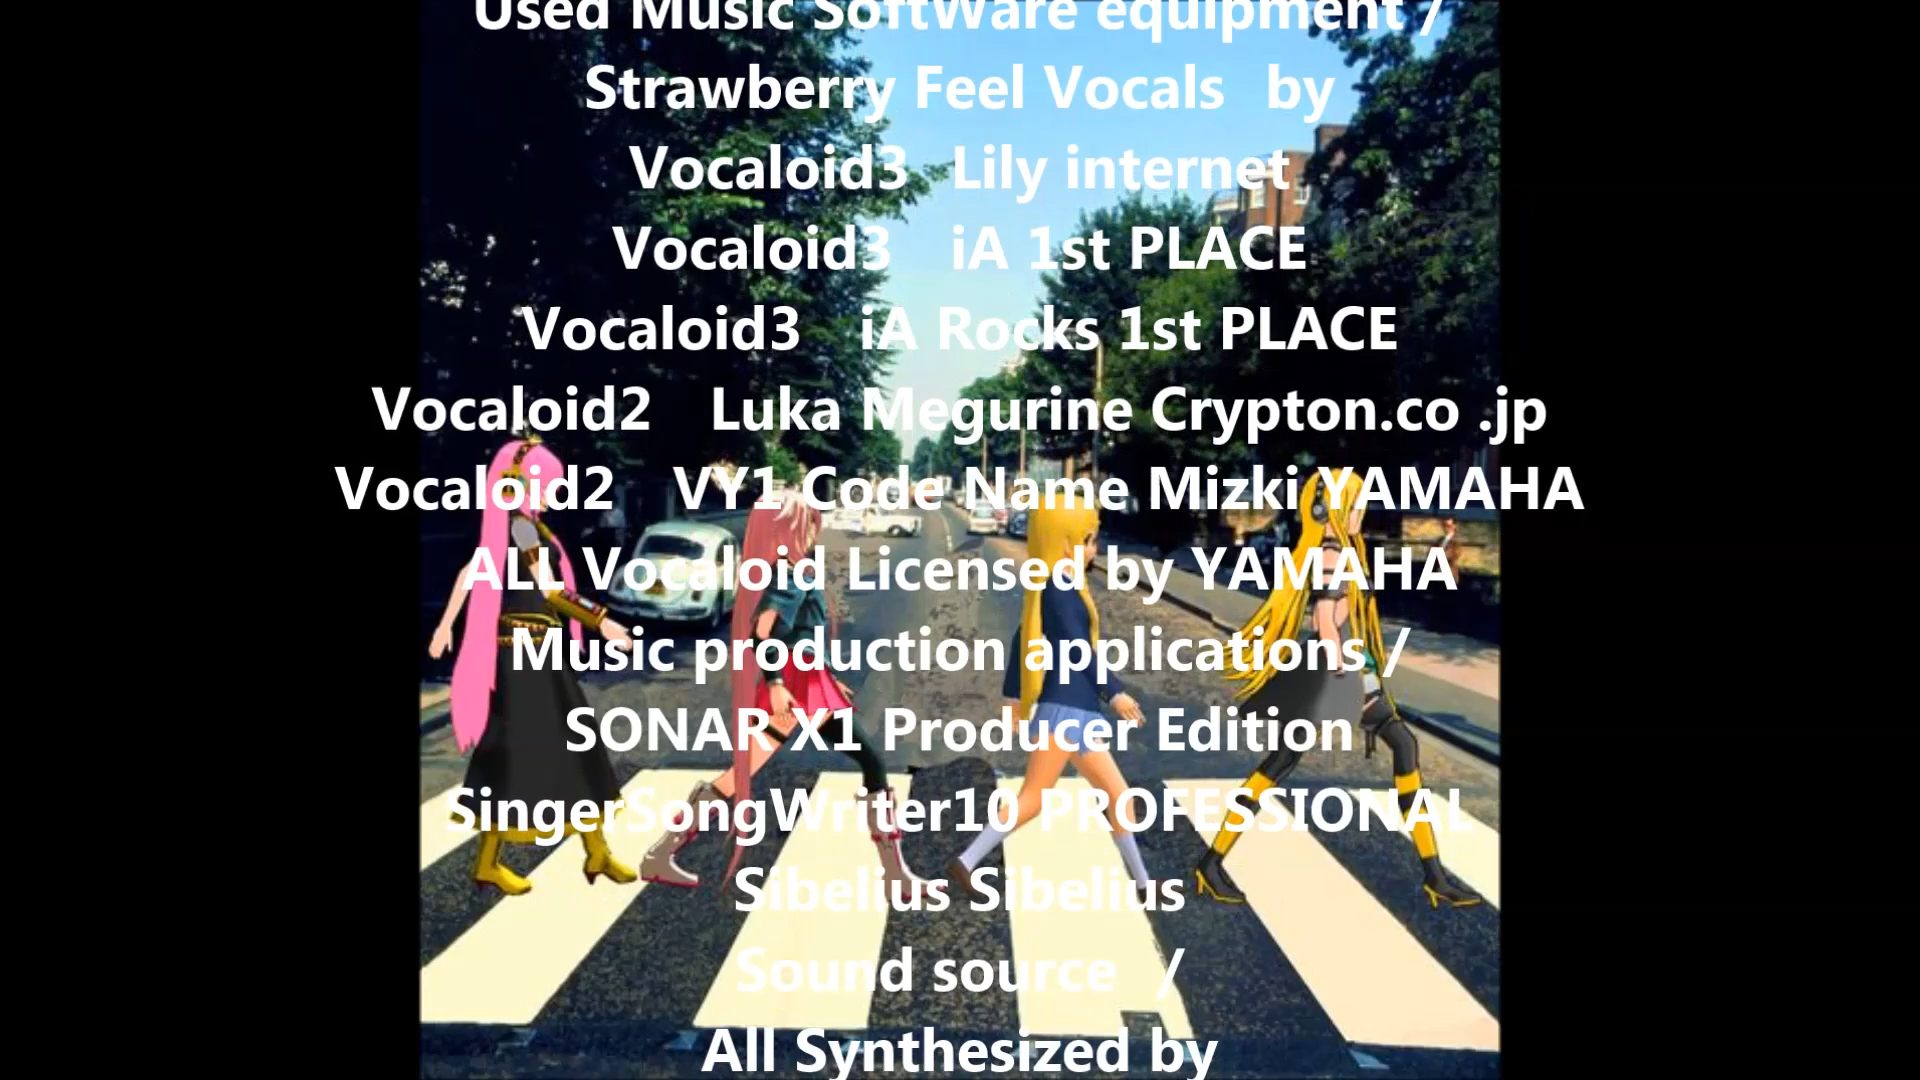 Used Music SoftWare equipment /
Strawberry Feel Vocals by
Vocaloid3 Lily internet
Vocaloid3 iA 1st PLACE
Vocaloid3 iA Rocks 1st PLACE
Vocaloid2 Luka Megurine Crypton.co .jp
Vocaloid2 VY1 Code Name Mizki YAMAHA
ALL Vocaloid Licensed by YAMAHA
Music production applications /
SONAR X1 Producer Edition
SingerSongWriter10 PROFESSIONAL
Sibelius Sibelius
Sound source /
All Synthesized by